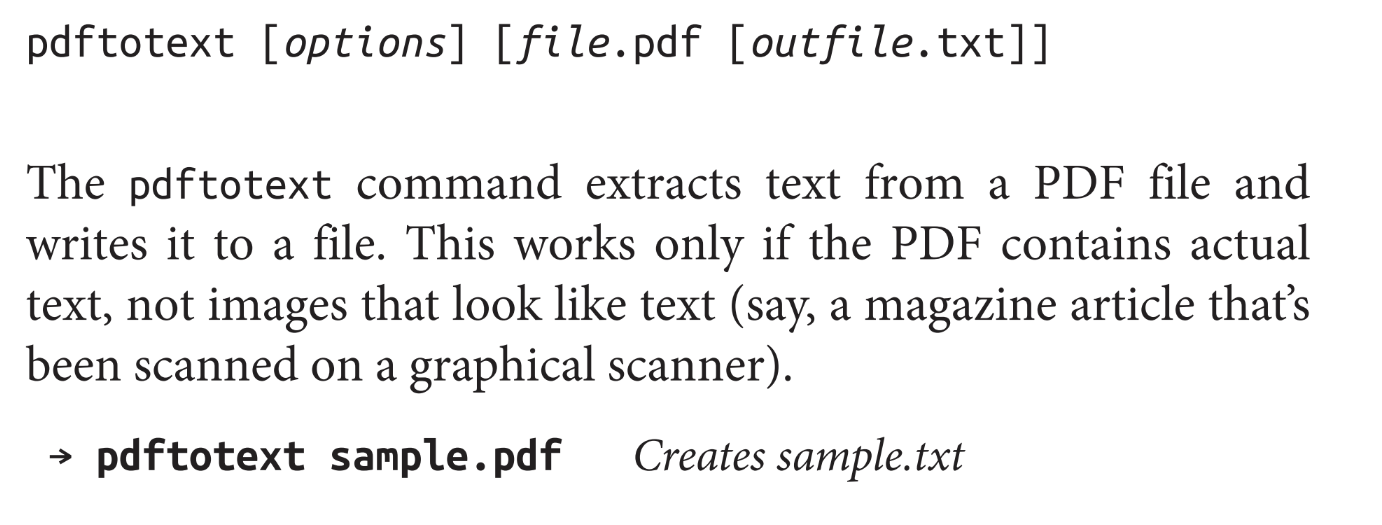 pdftotext [options] [file.pdf [outfile.txt]]
The pdftotext command extracts text from a PDF file and
writes it to a file. This works only if the PDF contains actual
text, not images that look like text (say, a magazine article that’s
been scanned on a graphical scanner).
→ pdftotext sample.pdf Creates sample.txt